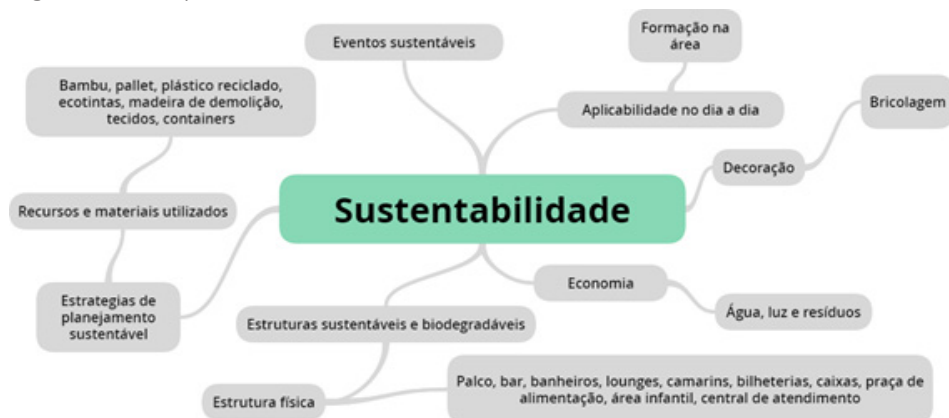 Eventos sustentáveis
Formação na
área
Bambu, pallet, plástico reciclado,
ecotintas, madeira de demolição,
tecidos, containers
Aplicabilidade no dia a dia
Bricolagem
Decoração
Recursos e materiais utilizados
Sustentabilidade
Estrategias de
planejamento
sustentável
Economia
Água, luz e resíduos
Estruturas sustentáveis e biodegradáveis
Estrutura física
Palco, bar, banheiros, lounges, camarins, bilheterias, caixas, praça de
alimentação, área infantil, central de atendimento